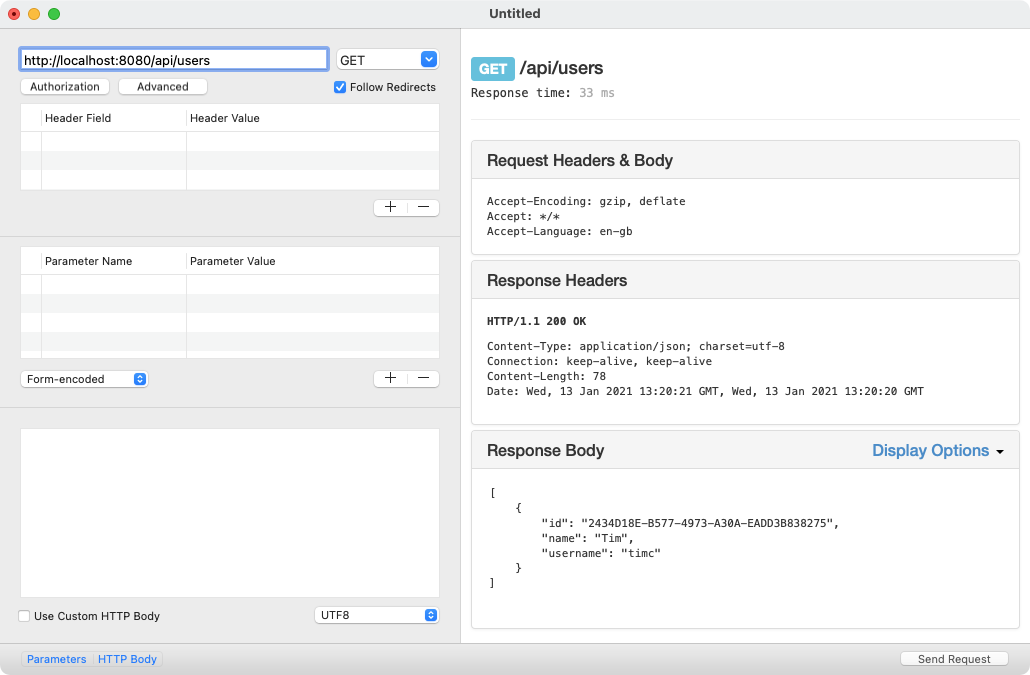 Untitled
http://localhost:8080/api/users
GET
Authorization
Advanced
Follow Redirects
Header Field
Header Value
Parameter Name
Parameter Value
Form-encoded
Use Custom HTTP Body
UTF8
Parameters
HTTP Body
GET /api/users
Response time: 33 ms
Request Headers & Body
Accept-Encoding: gzip, deflate
Accept: */*
Accept-Language: en-gb
Response Headers
HTTP/1.1 200 OK
Content-Type: application/json; charset=utf-8
Connection: keep-alive, keep-alive
Content-Length: 78
Date: Wed, 13 Jan 2021 13:20:21 GMT, Wed, 13 Jan 2021 13:20:20 GMT
Response Body
Display Options
[
    {
        "id": "2434D18E-B577-4973-A30A-EADD3B838275",
        "name": "Tim",
        "username": "timc"
    }
]
Send Request